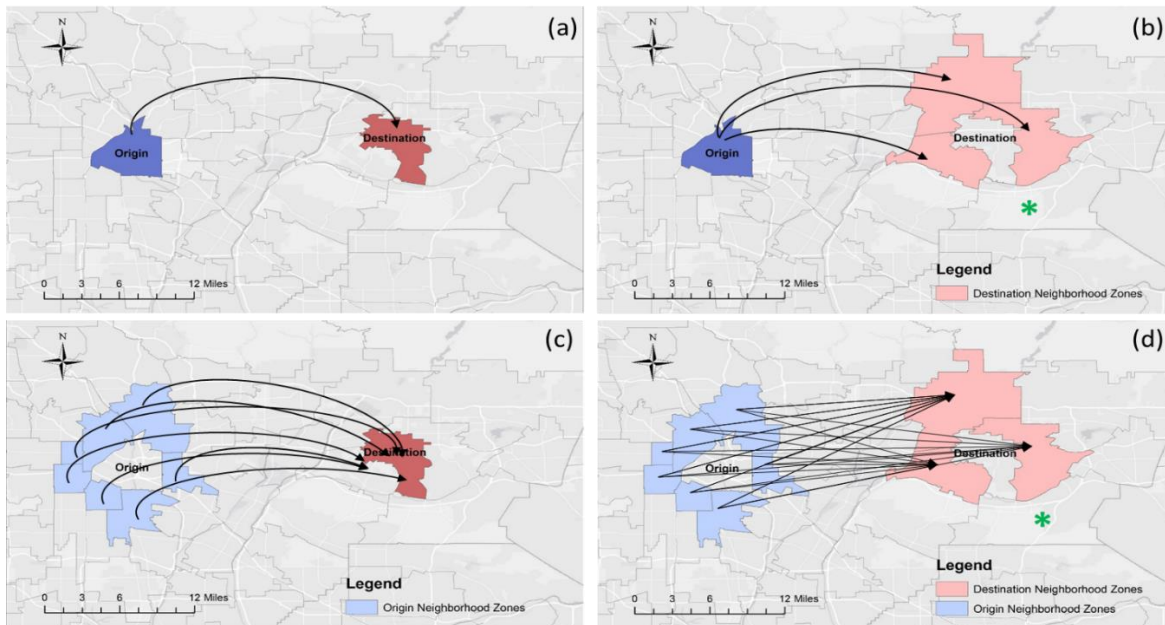 (a)
N
Origin
Destination
0 3 6 12 Miles
(b)
N
Origin
Destination
*
0 3 6 12 Miles
Legend
Destination Neighborhood Zones
(c)
N
Origin
Destination
0 3 6 12 Miles
Legend
Origin Neighborhood Zones
(d)
N
Origin
Destination
*
0 3 6 12 Miles
Legend
Destination Neighborhood Zones
Origin Neighborhood Zones